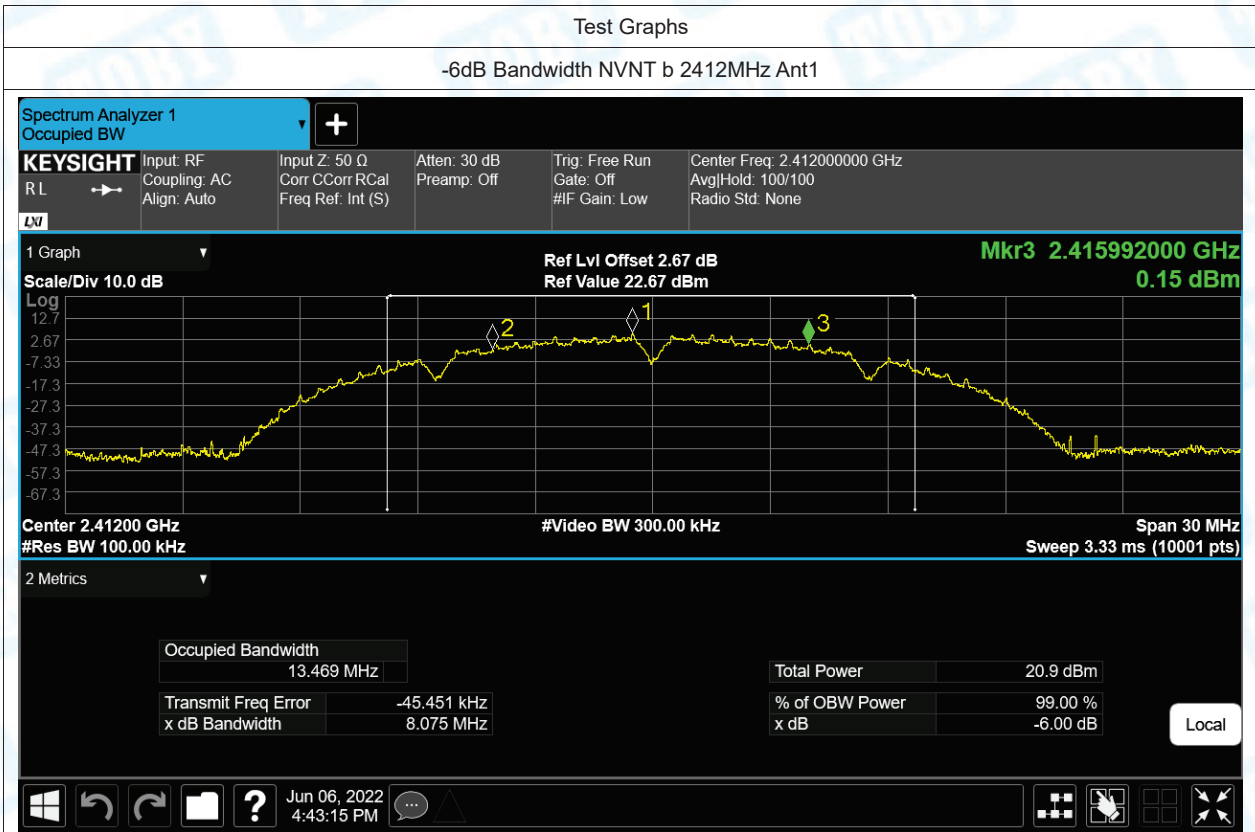 Test Graphs
-6dB Bandwidth NVNT b 2412MHz Ant1
Spectrum Analyzer 1
Occupied BW
KEYSIGHT
R L
LXI
Input: RF
Coupling: AC
Align: Auto
Input Z: 50 Ω
Corr CCorr RCal
Freq Ref: Int (S)
Atten: 30 dB
Preamp: Off
Trig: Free Run
Gate: Off
#IF Gain: Low
Center Freq: 2.412000000 GHz
Avg|Hold: 100/100
Radio Std: None
1 Graph
Scale/Div 10.0 dB
Ref Lvl Offset 2.67 dB
Ref Value 22.67 dBm
Mkr3 2.415992000 GHz
0.15 dBm
Log
12.7
2.67
-7.33
-17.3
-27.3
-37.3
-47.3
-57.3
-67.3
2
1
3
Center 2.41200 GHz
#Video BW 300.00 kHz
Span 30 MHz
#Res BW 100.00 kHz
Sweep 3.33 ms (10001 pts)
2 Metrics
Occupied Bandwidth
13.469 MHz
Total Power 20.9 dBm
Transmit Freq Error -45.451 kHz
% of OBW Power 99.00 %
x dB Bandwidth 8.075 MHz
x dB -6.00 dB
Local
?
Jun 06, 2022
4:43:15 PM
TOBY